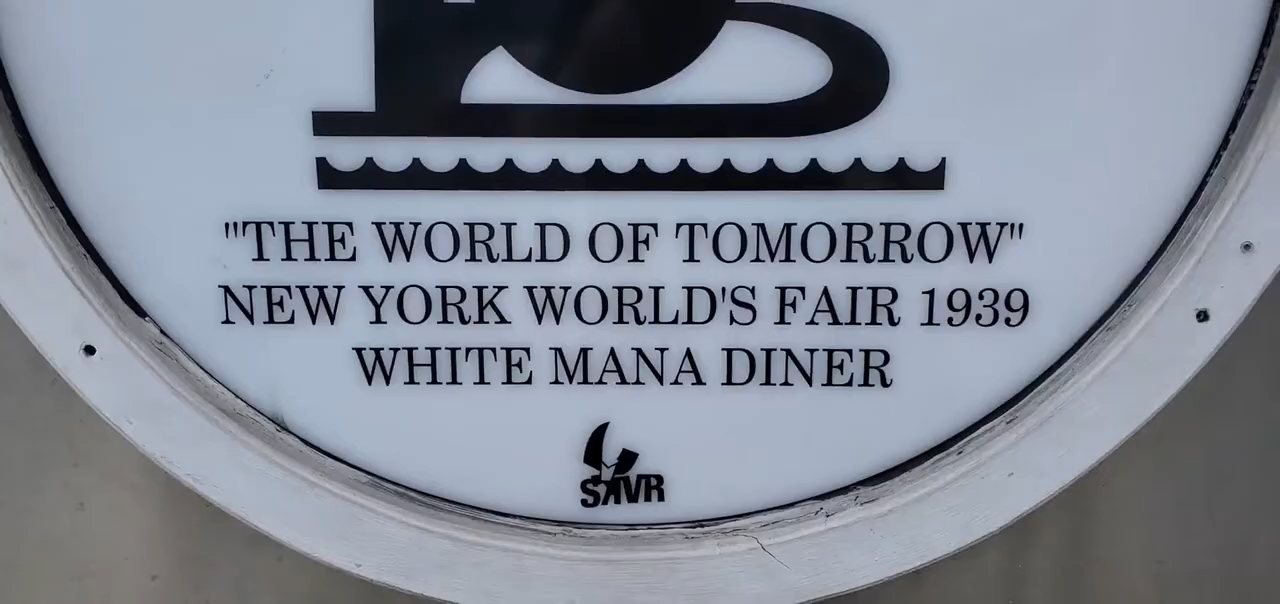 "THE WORLD OF TOMORROW"
NEW YORK WORLD'S FAIR 1939
WHITE MANA DINER
SAVR